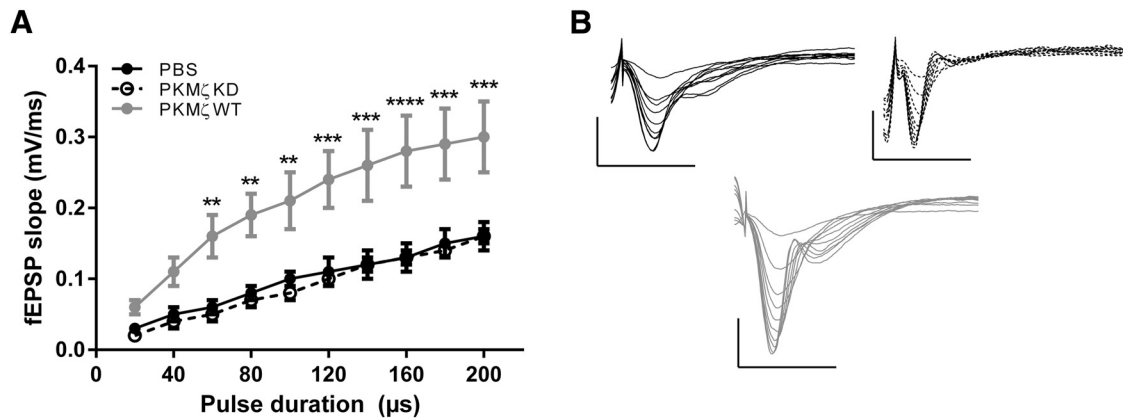 A
B
PBS
PKMζ KD
PKMζ WT
fEPSP slope (mV/ms)
0.4
0.3
0.2
0.1
0.0
** ** ** *** *** **** *** ***
0 40 80 120 160 200
Pulse duration (µs)